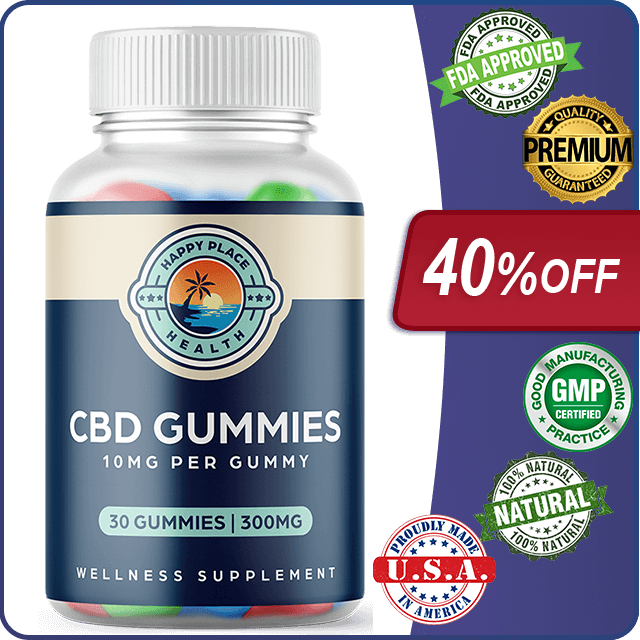 HAPPY PLACE
HEALTH
CBD GUMMIES
10MG PER GUMMY
30 GUMMIES | 300MG
WELLNESS SUPPLEMENT
FDA APPROVED
FDA APPROVED
FDA APPROVED
QUALITY
PREMIUM
GUARANTEED
40%OFF
GOOD MANUFACTURING
GMP
CERTIFIED
PRACTICE
100% NATURAL
NATURAL
100% NATURAL
PROUDLY MADE
U.S.A.
IN AMERICA